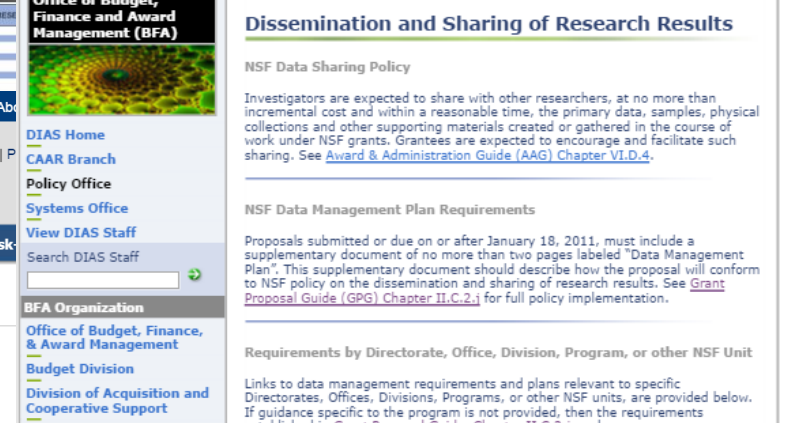 Office of Budget,
Finance and Award
Management (BFA)
DIAS Home
CAAR Branch
Policy Office
Systems Office
View DIAS Staff
Search DIAS Staff
BFA Organization
Office of Budget, Finance,
& Award Management
Budget Division
Division of Acquisition and
Cooperative Support
Dissemination and Sharing of Research Results
NSF Data Sharing Policy
Investigators are expected to share with other researchers, at no more than
incremental cost and within a reasonable time, the primary data, samples, physical
collections and other supporting materials created or gathered in the course of
work under NSF grants. Grantees are expected to encourage and facilitate such
sharing. See Award & Administration Guide (AAG) Chapter VI.D.4.
NSF Data Management Plan Requirements
Proposals submitted or due on or after January 18, 2011, must include a
supplementary document of no more than two pages labeled "Data Management
Plan". This supplementary document should describe how the proposal will conform
to NSF policy on the dissemination and sharing of research results. See Grant
Proposal Guide (GPG) Chapter II.C.2.j for full policy implementation.
Requirements by Directorate, Office, Division, Program, or other NSF Unit
Links to data management requirements and plans relevant to specific
Directorates, Offices, Divisions, Programs, or other NSF units, are provided below.
If guidance specific to the program is not provided, then the requirements